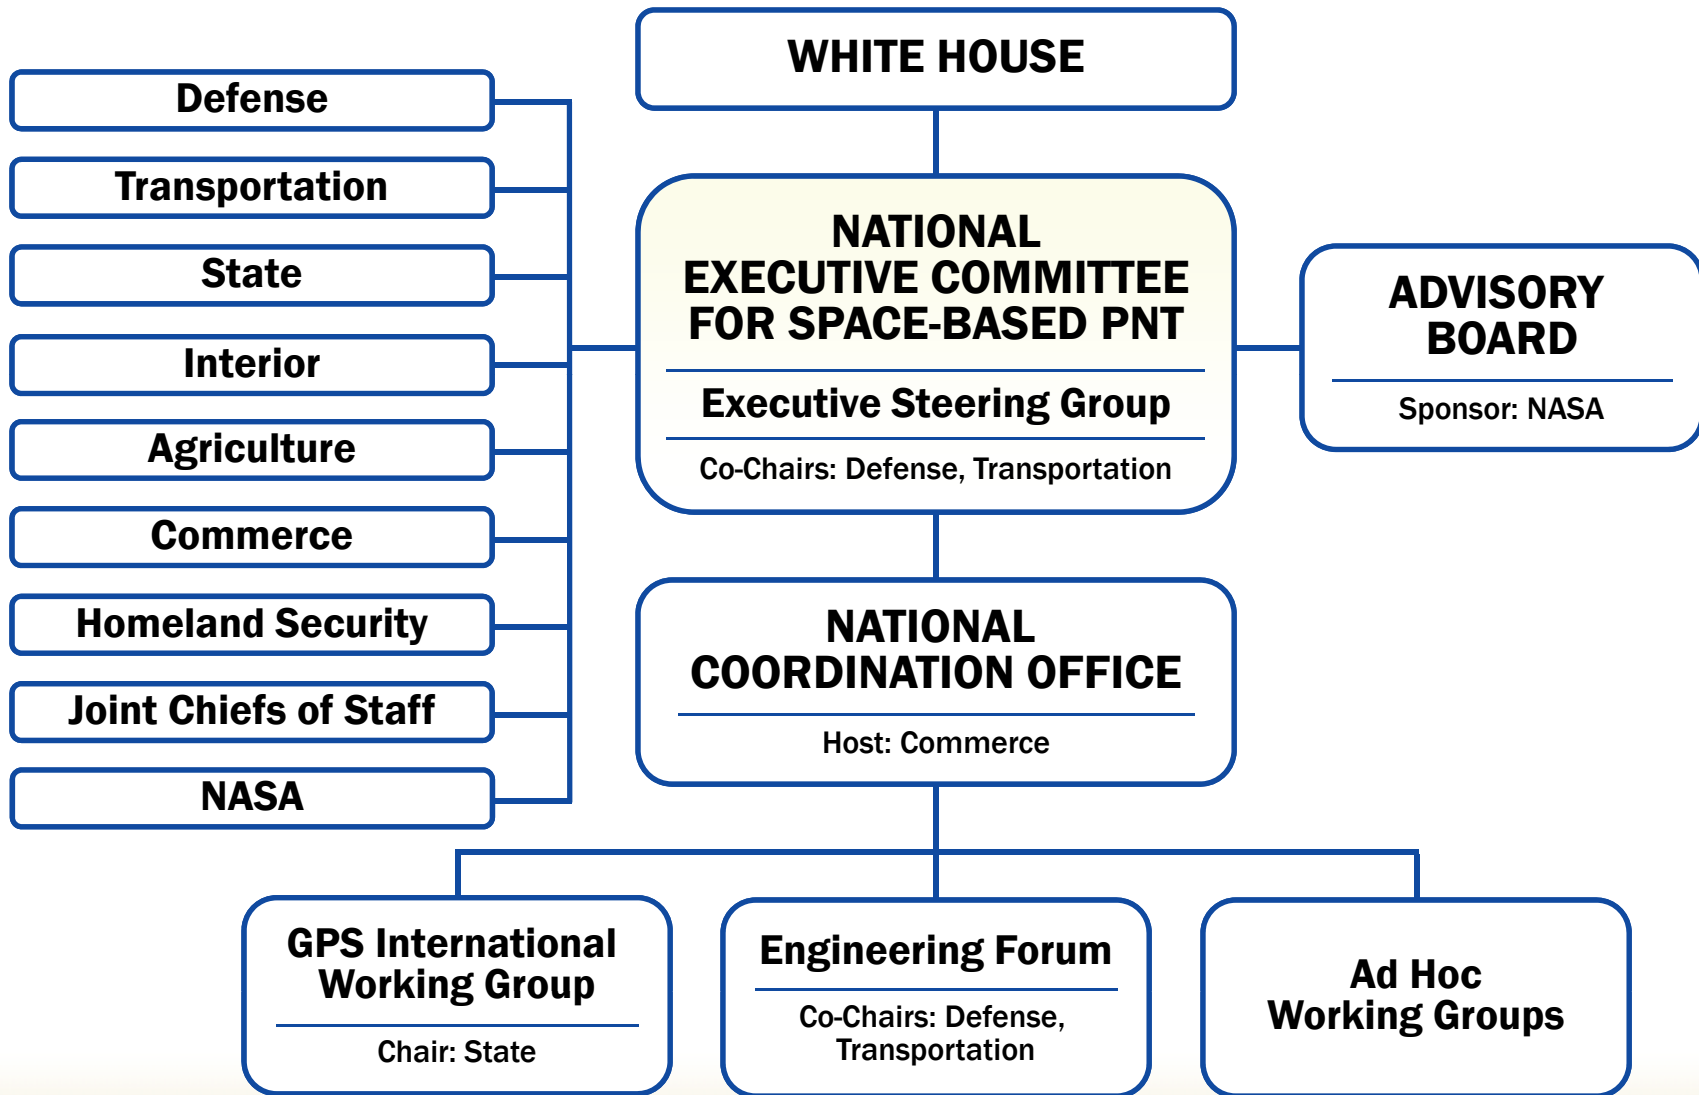 WHITE HOUSE
Defense
Transportation
State
Interior
Agriculture
Commerce
Homeland Security
Joint Chiefs of Staff
NASA
NATIONAL
EXECUTIVE COMMITTEE
FOR SPACE-BASED PNT
Executive Steering Group
Co-Chairs: Defense, Transportation
ADVISORY
BOARD
Sponsor: NASA
NATIONAL
COORDINATION OFFICE
Host: Commerce
GPS International
Working Group
Chair: State
Engineering Forum
Co-Chairs: Defense,
Transportation
Ad Hoc
Working Groups